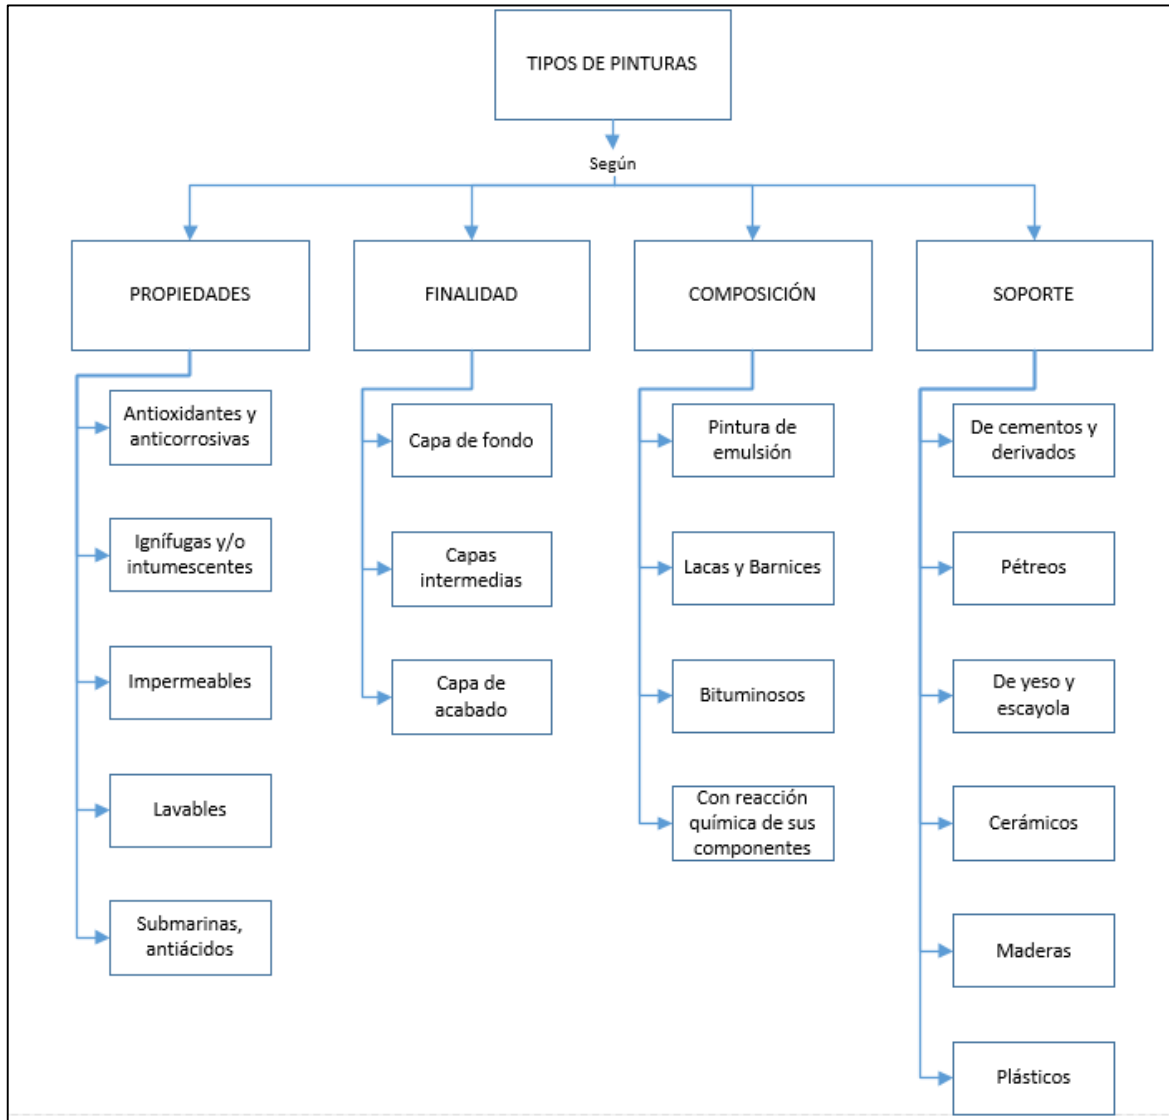 TIPOS DE PINTURAS
Según
PROPIEDADES
FINALIDAD
COMPOSICIÓN
SOPORTE
Antioxidantes y
anticorrosivas
Ignífugas y/o
intumescentes
Impermeables
Lavables
Submarinas,
antiácidos
Capa de fondo
Capas
intermedias
Capa de
acabado
Pintura de
emulsión
Lacas y Barnices
Bituminosos
Con reacción
química de sus
componentes
De cementos y
derivados
Pétreos
De yeso y
escayola
Cerámicos
Maderas
Plásticos